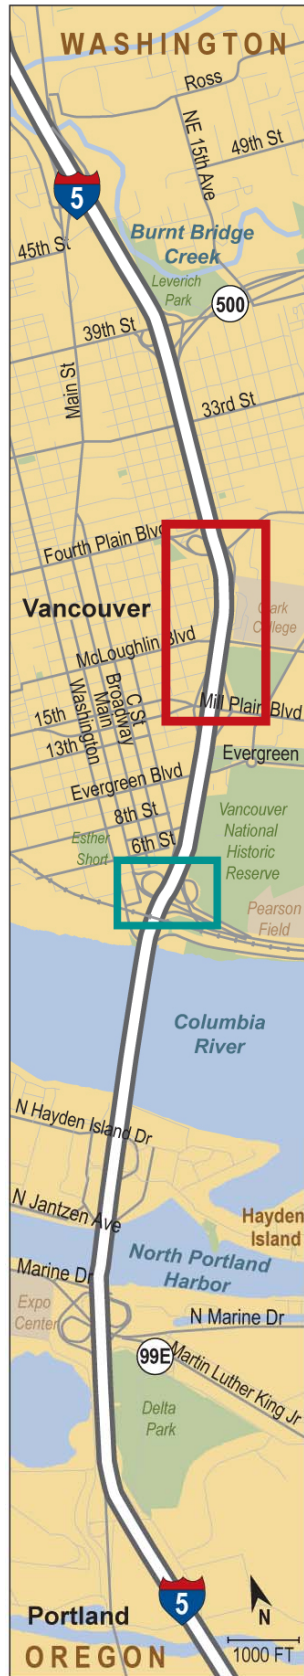 WASHINGTON
Ross
NE 15th Ave
49th St
5
45th St
Burnt Bridge
Creek
Leverich
Park
500
39th St
Main St
33rd St
Fourth Plain Blvd
Clark
College
Vancouver
McLoughlin Blvd
15th
Washington
Main
Broadway
C St
Mill Plain Blvd
13th
Evergreen
Evergreen Blvd
8th St
Vancouver
National
Historic
Reserve
Esther
Short
6th St
Pearson
Field
Columbia
River
N Hayden Island Dr
N Jantzen Ave
Hayden
Island
North Portland
Harbor
Marine Dr
Expo
Center
N Marine Dr
99E
Martin Luther King Jr
Delta
Park
5
N
Portland
OREGON
1000 FT